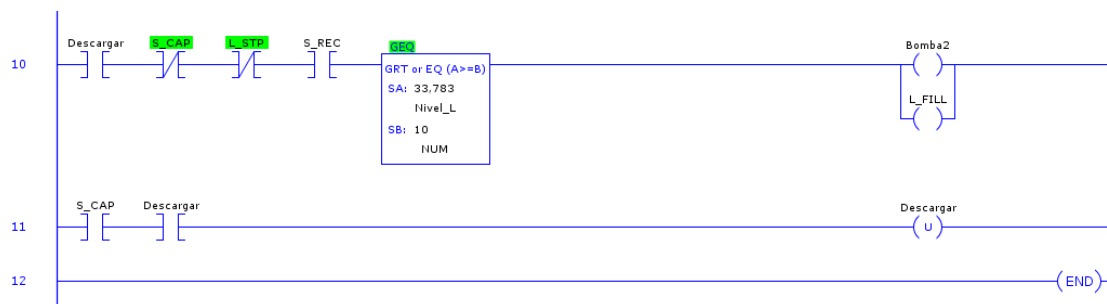 Descargar S_CAP L_STP S_REC GEQ Bomba2
10
GRT or EQ (A>=B)
SA: 33,783
Nivel_L
SB: 10
NUM
L_FILL
S_CAP Descargar Descargar
11 U
12 END